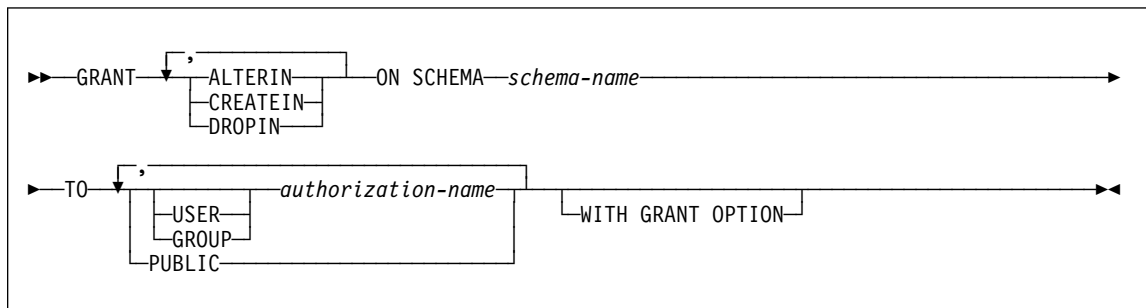 ,
GRANT ALTERIN ON SCHEMA schema-name
CREATEIN
DROPIN
,
TO authorization-name
USER WITH GRANT OPTION
GROUP
PUBLIC